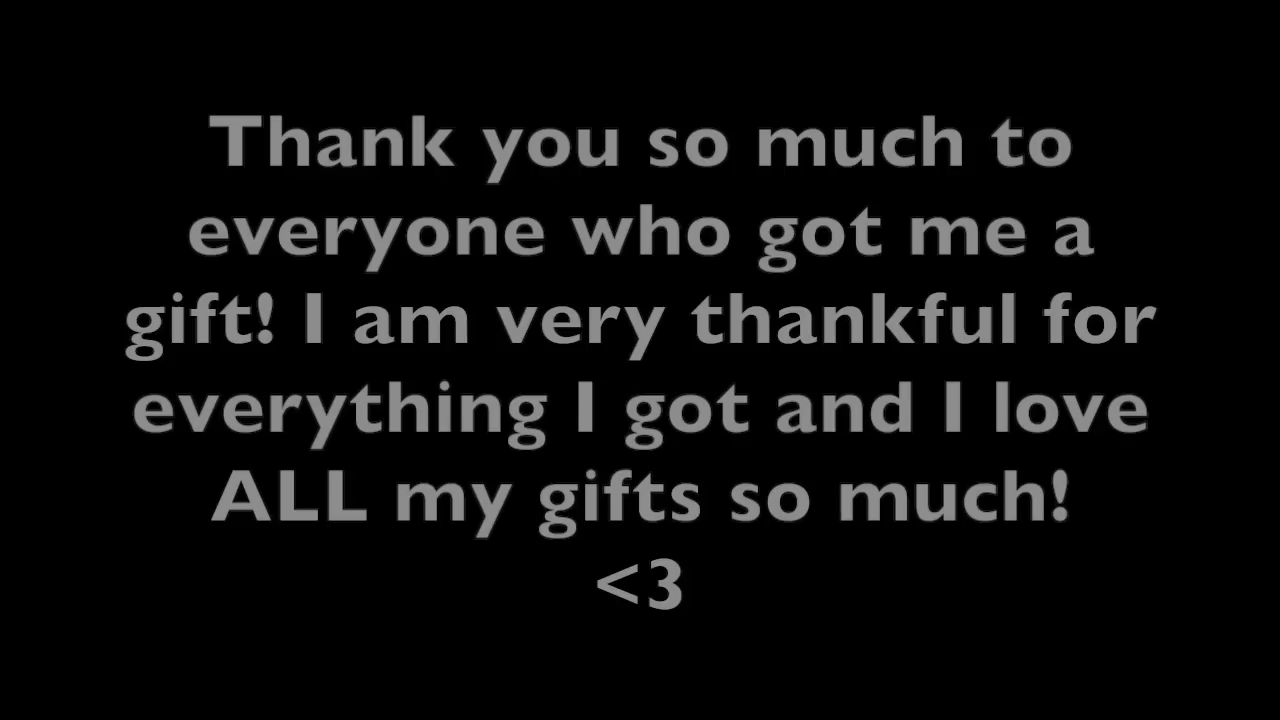 Thank you so much to
everyone who got me a
gift! I am very thankful for
everything I got and I love
ALL my gifts so much!
<3